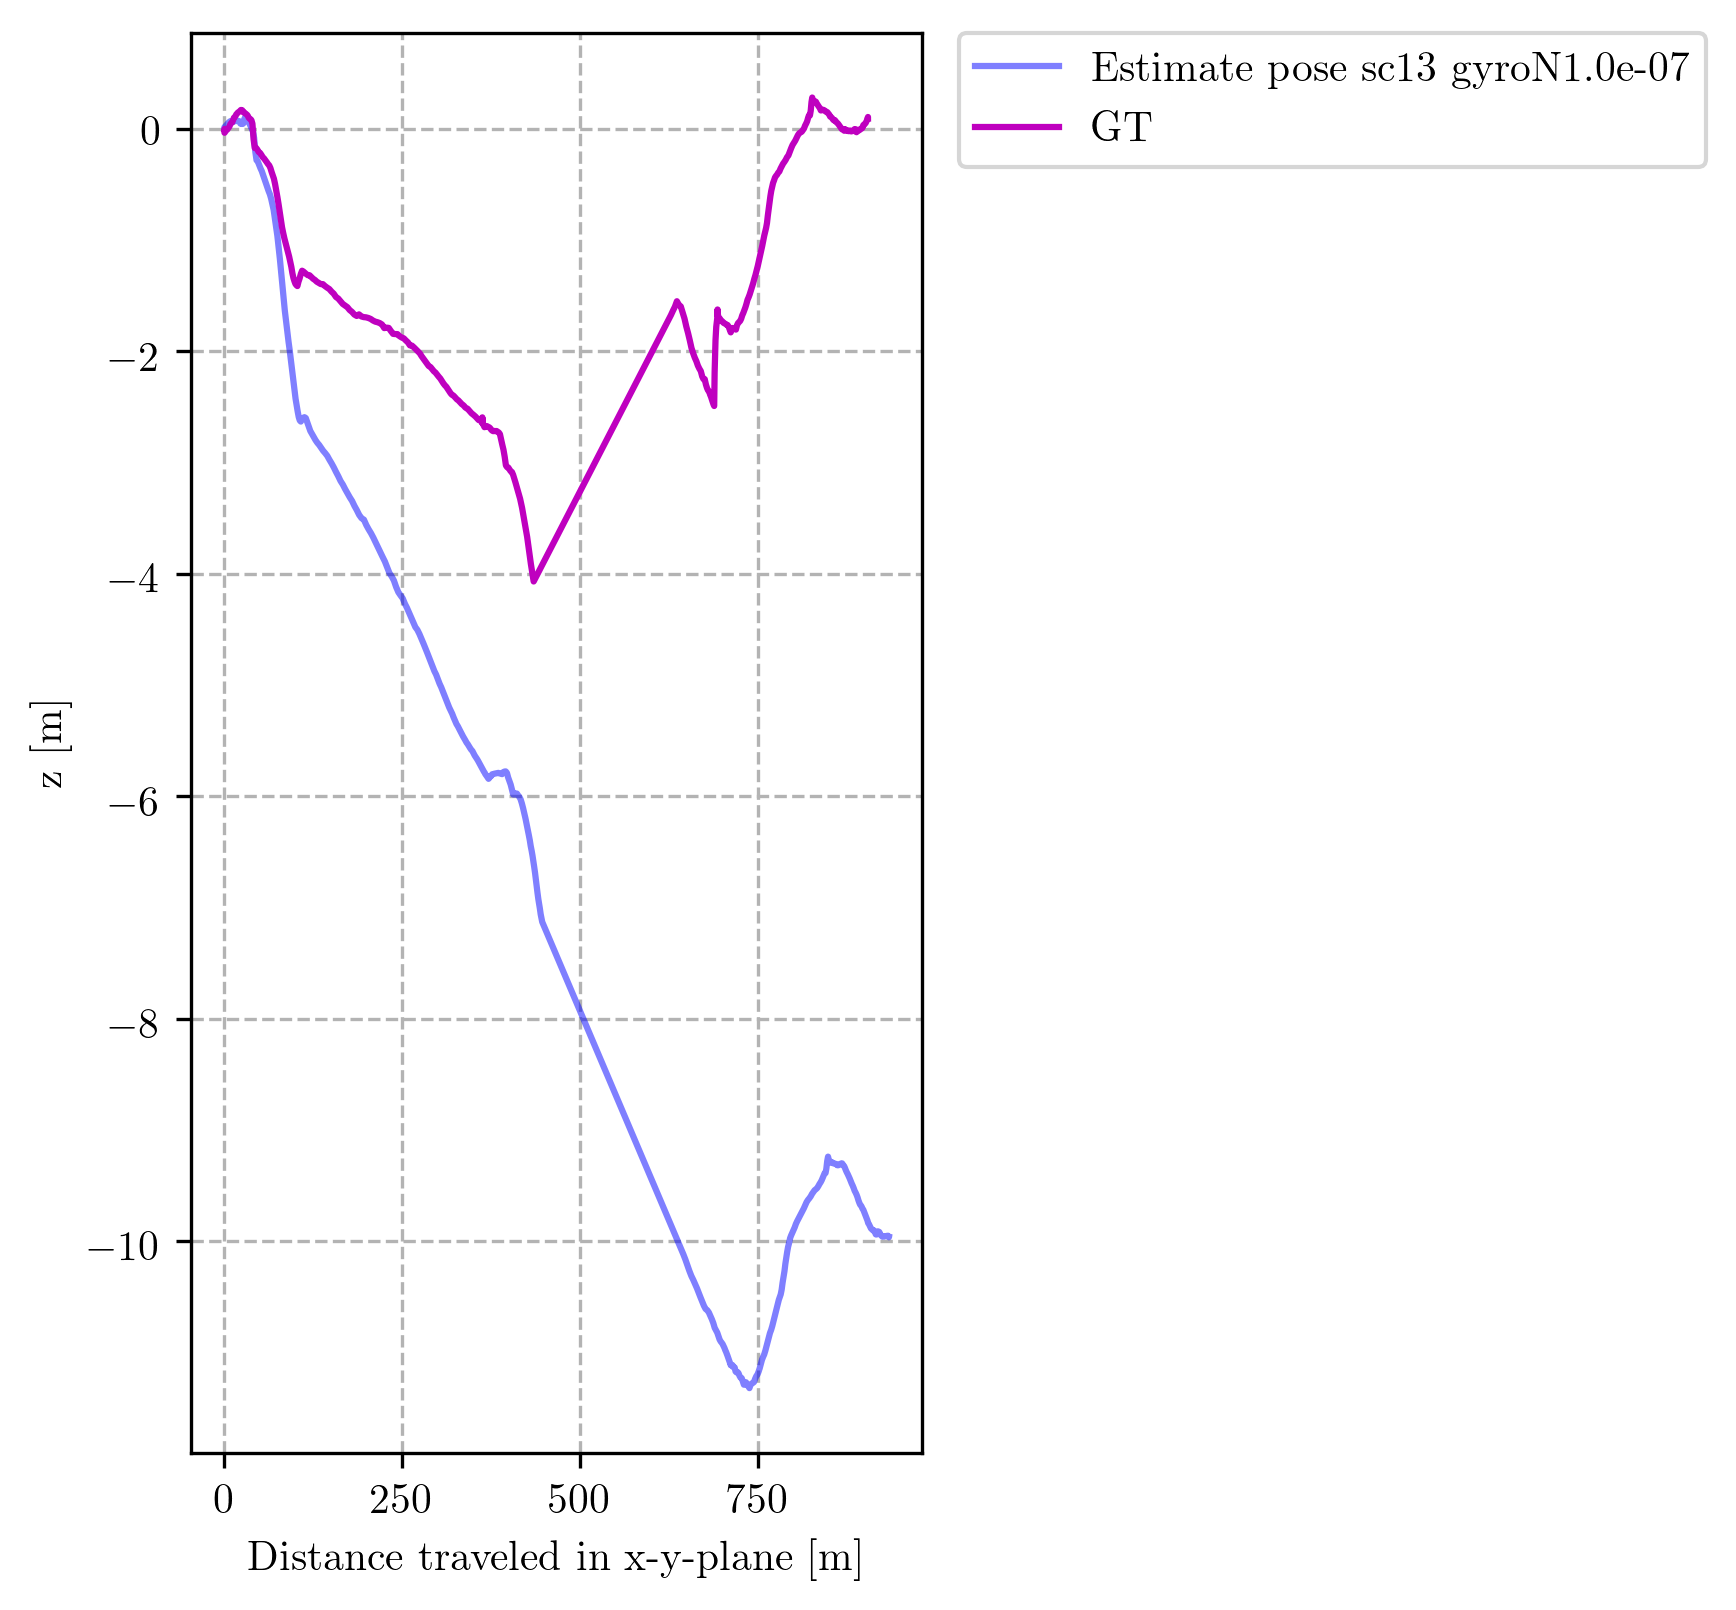 Estimate pose sc13 gyroN1.0e-07
GT
0
−2
−4
−6
−8
−10
z [m]
0 250 500 750
Distance traveled in x-y-plane [m]